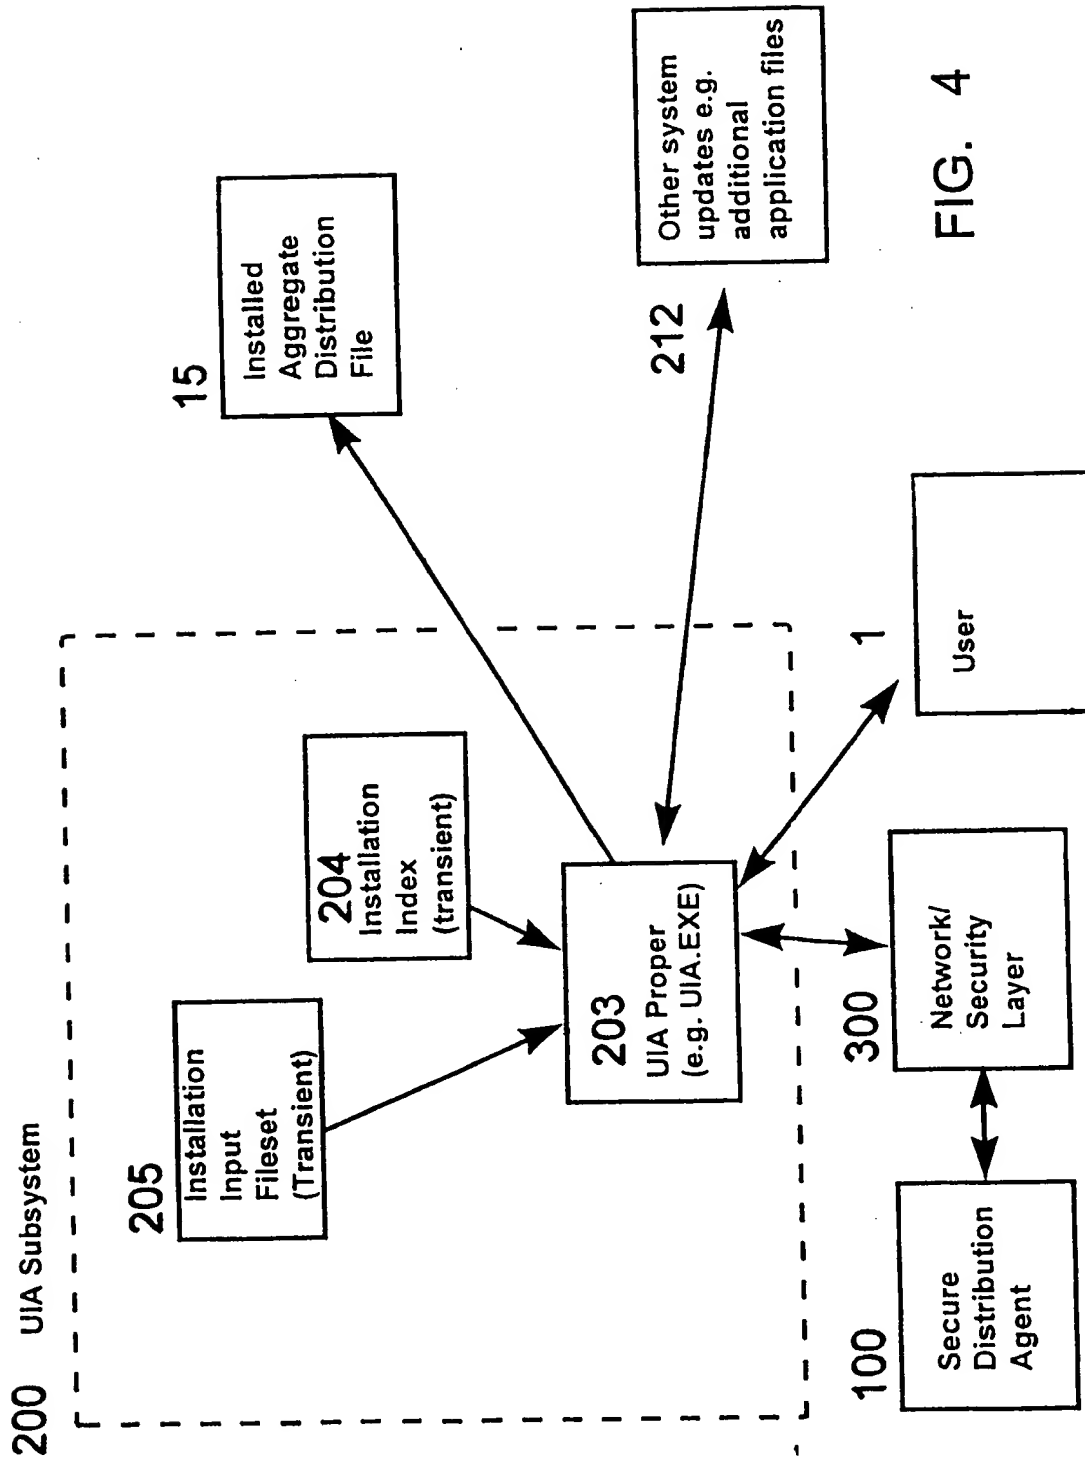 200 UIA Subsystem
205
Installation
Input
Fileset
(Transient)
204
Installation
Index
(transient)
15
Installed
Aggregate
Distribution
File
203
UIA Proper
(e.g. UIA.EXE)
212
Other system
updates e.g.
additional
application files
100
Secure
Distribution
Agent
300
Network/
Security
Layer
1
User
FIG. 4